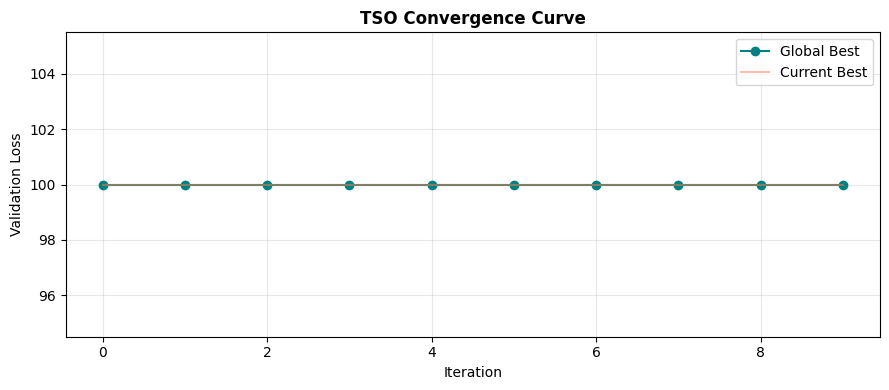 TSO Convergence Curve
Global Best
Current Best
Validation Loss
104
102
100
98
96
0
2
4
6
8
Iteration